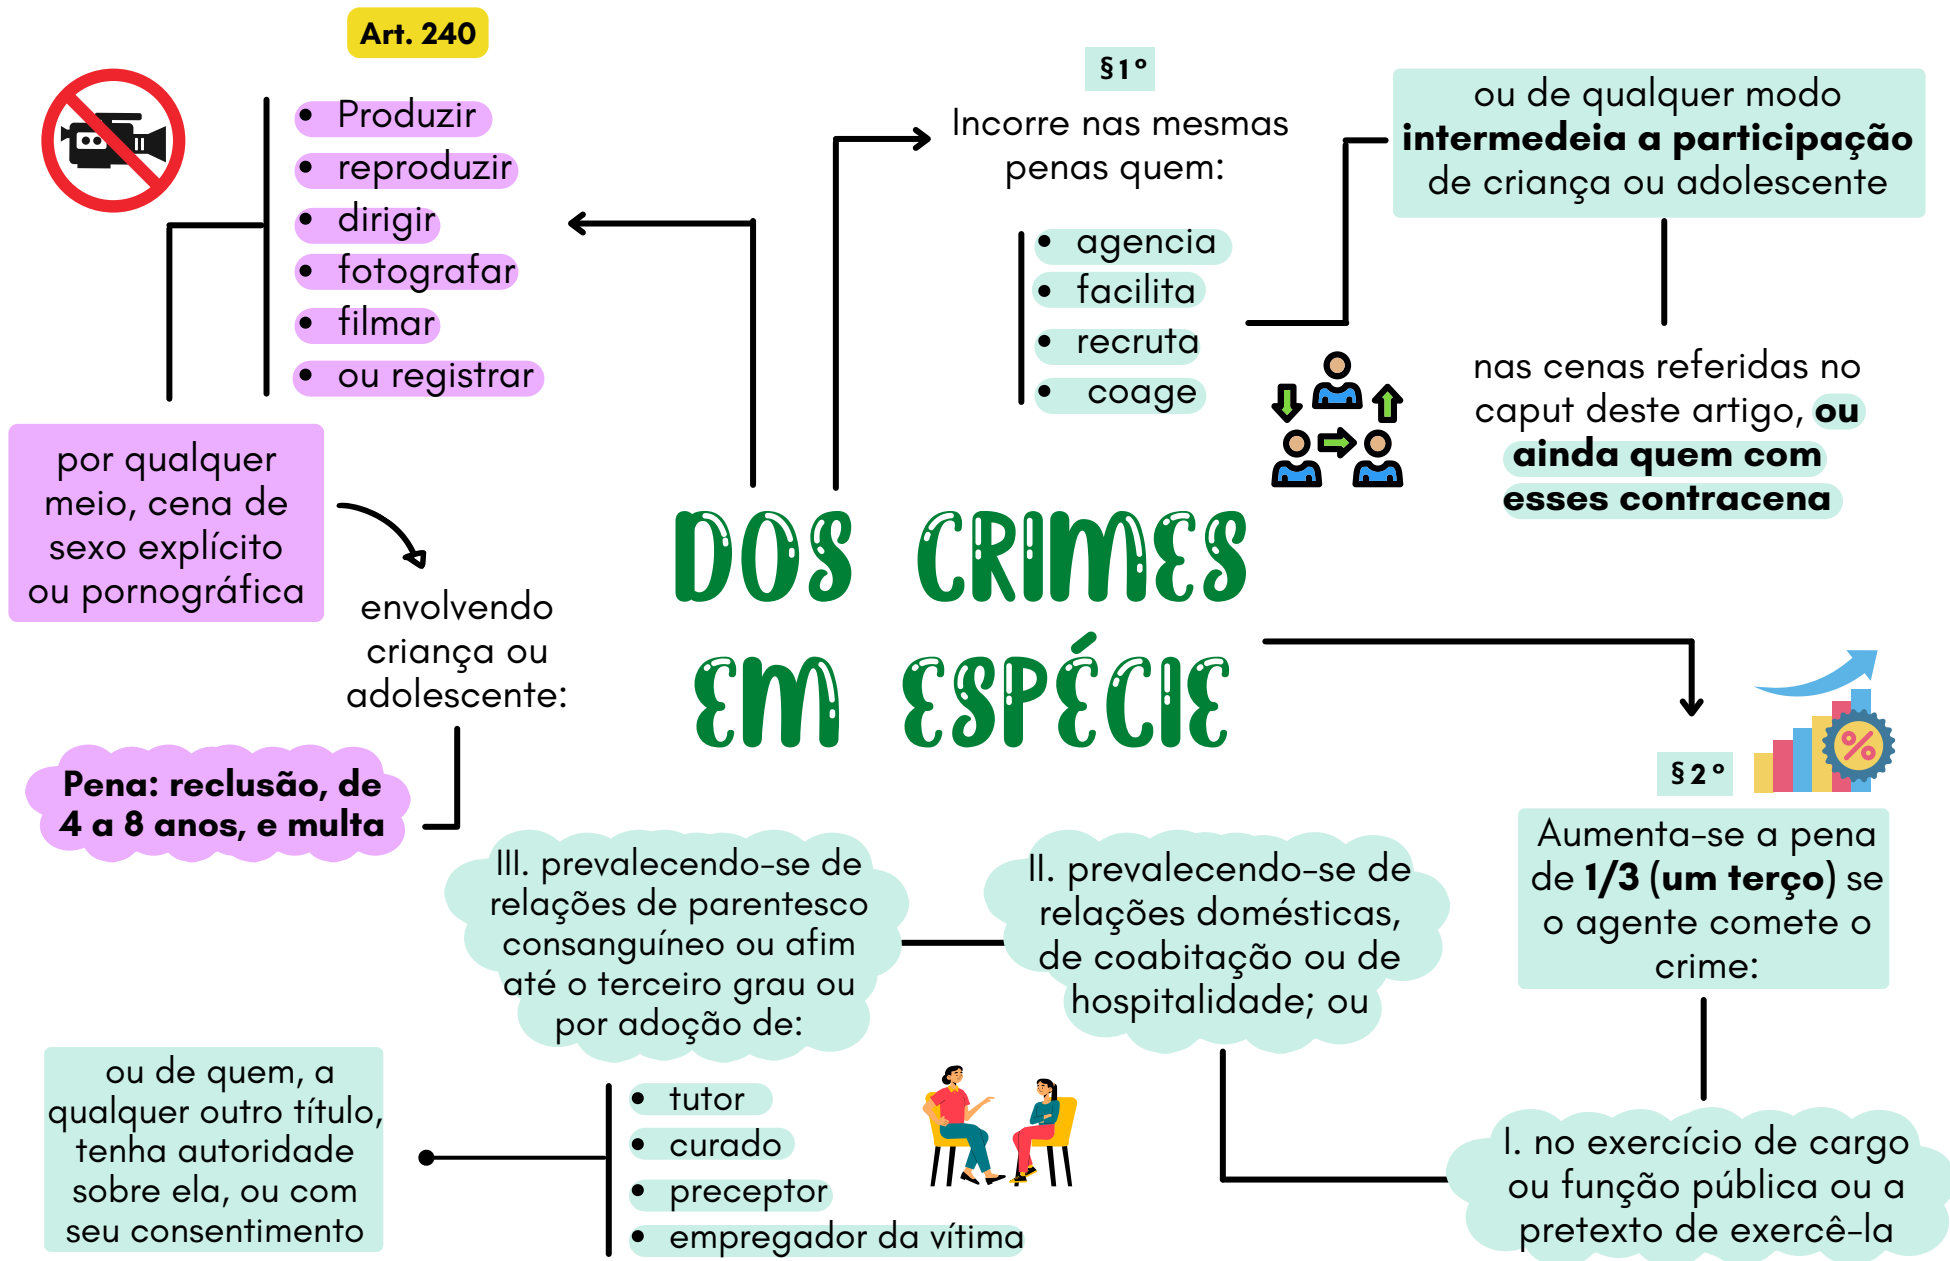 Art. 240
• Produzir
• reproduzir
• dirigir
• fotografar
• filmar
• ou registrar
por qualquer
meio, cena de
sexo explícito
ou pornográfica
envolvendo
criança ou
adolescente:
Pena: reclusão, de
4 a 8 anos, e multa
DOS CRIMES
EM ESPÉCIE
§1º
Incorre nas mesmas
penas quem:
• agencia
• facilita
• recruta
• coage
ou de qualquer modo
intermedeia a participação
de criança ou adolescente
nas cenas referidas no
caput deste artigo, ou
ainda quem com
esses contracena
§2º
%
Aumenta-se a pena
de 1/3 (um terço) se
o agente comete o
crime:
I. no exercício de cargo
ou função pública ou a
pretexto de exercê-la
II. prevalecendo-se de
relações domésticas,
de coabitação ou de
hospitalidade; ou
III. prevalecendo-se de
relações de parentesco
consanguíneo ou afim
até o terceiro grau ou
por adoção de:
• tutor
• curado
• preceptor
• empregador da vítima
ou de quem, a
qualquer outro título,
tenha autoridade
sobre ela, ou com
seu consentimento